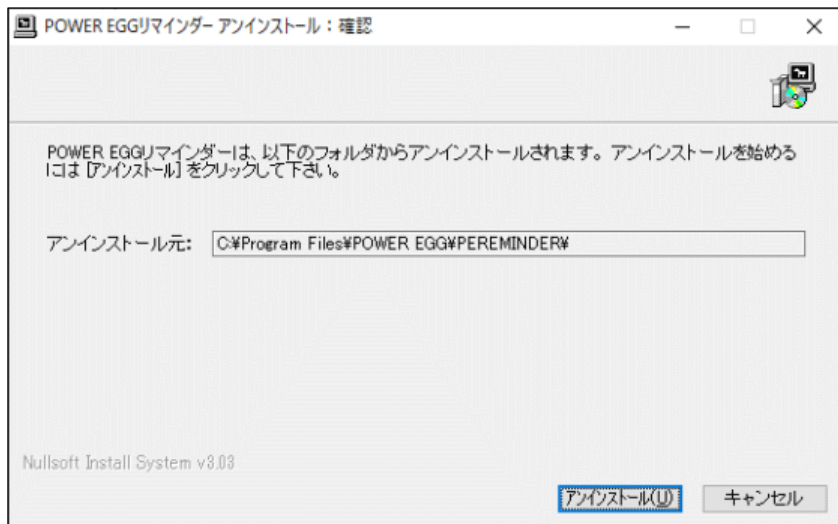 POWER EGGリマインダー アンインストール：確認
POWER EGGリマインダーは、以下のフォルダからアンインストールされます。アンインストールを始める
には [アンインストール] をクリックして下さい。
アンインストール元: C:¥Program Files¥POWER EGG¥PEREMINDER¥
Nullsoft Install System v3.03
アンインストール(U) キャンセル